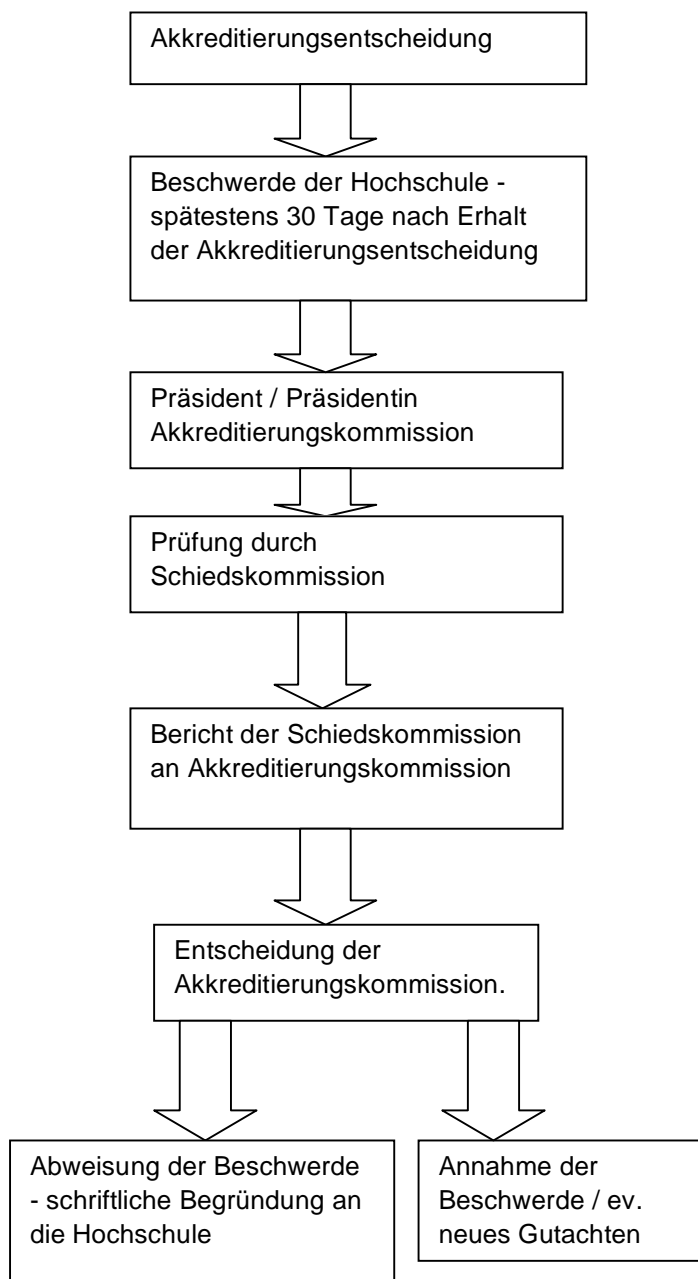 Akkreditierungsentscheidung
Beschwerde der Hochschule -
spätestens 30 Tage nach Erhalt
der Akkreditierungsentscheidung
Präsident / Präsidentin
Akkreditierungskommission
Prüfung durch
Schiedskommission
Bericht der Schiedskommission
an Akkreditierungskommission
Entscheidung der
Akkreditierungskommission.
Abweisung der Beschwerde
- schriftliche Begründung an
die Hochschule
Annahme der
Beschwerde / ev.
neues Gutachten